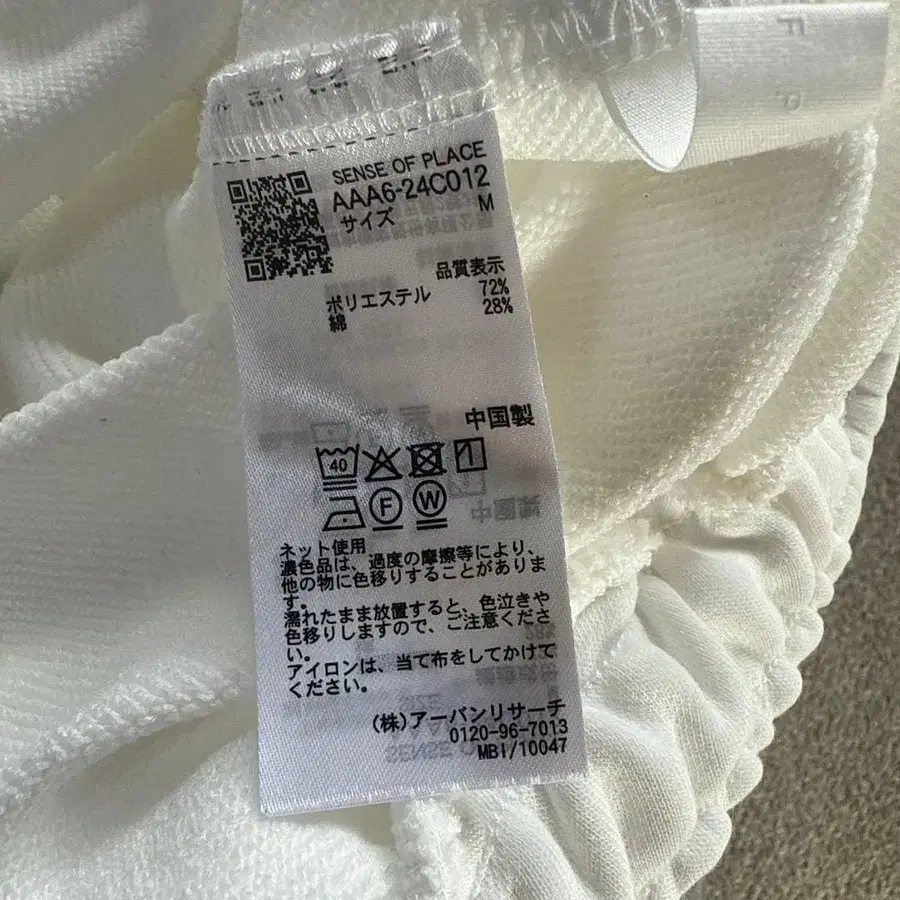 SENSE OF PLACE
AAA6-24C012
サイズ M
品質表示
ポリエステル 72%
綿 28%
中国製
40
F
W
ネット使用
濃色品は、過度の摩擦等により、
他の物に色移りすることがありま
す。
濡れたまま放置すると、色泣きや
色移りしますので、ご注意くださ
い。
アイロンは、当て布をしてかけて
ください。
(株)アーバンリサーチ
0120-96-7013
MBI/10047